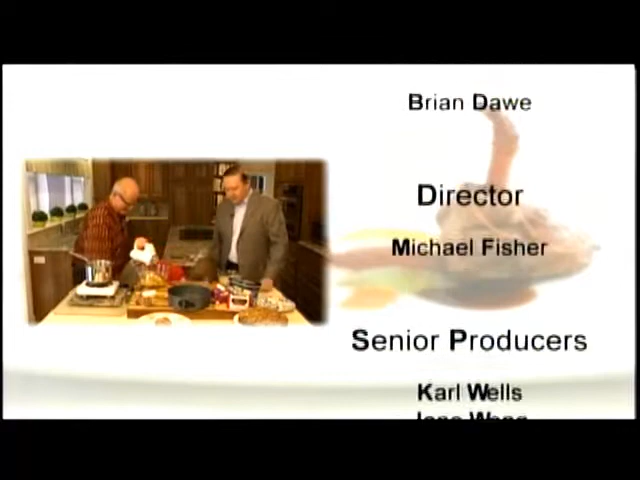 Brian Dawe
Director
Michael Fisher
Senior Producers
Karl Wells